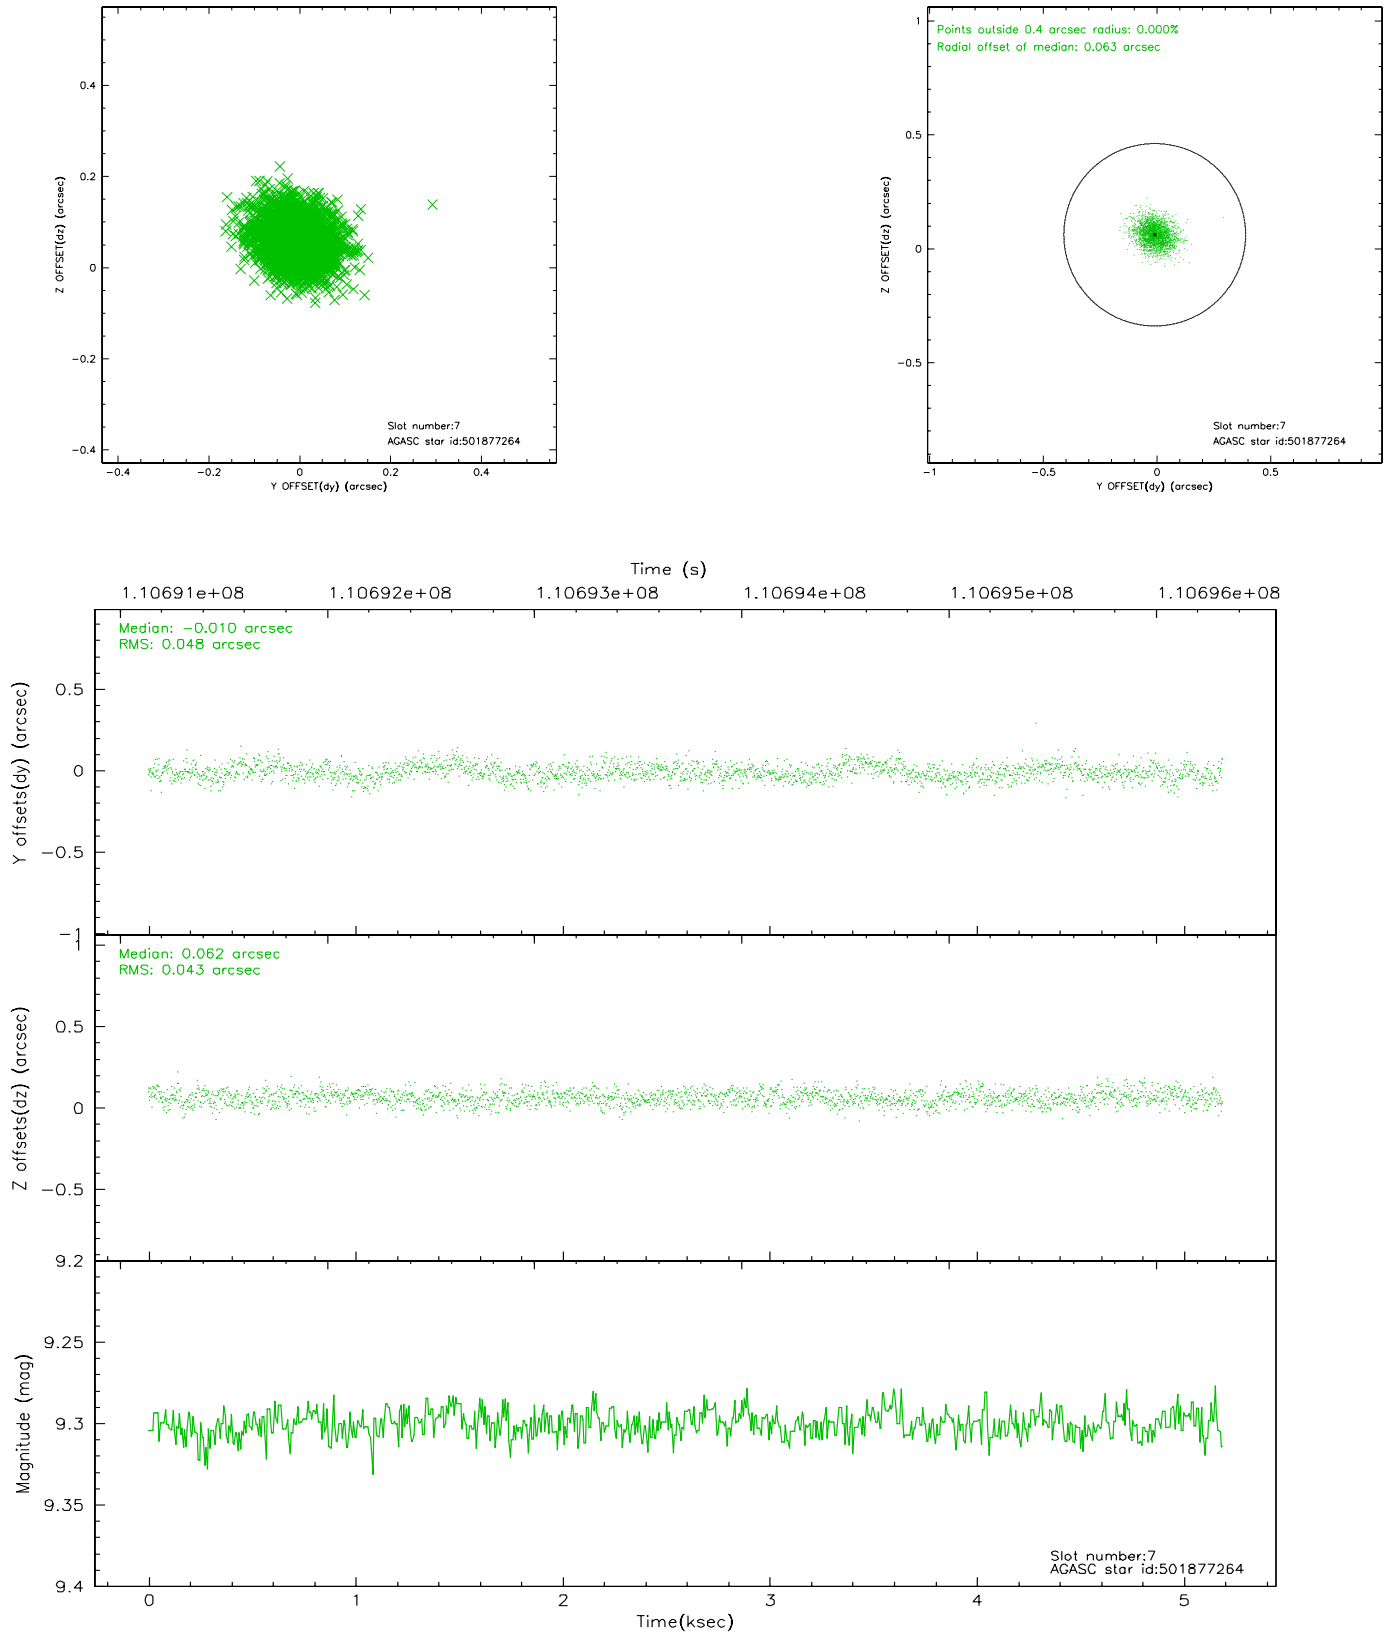 0.4
0.2
0
−0.2
−0.4
Z OFFSET(dz) (arcsec)
Slot number:7
AGASC star id:501877264
−0.4 −0.2 0 0.2 0.4
Y OFFSET(dy) (arcsec)
Points outside 0.4 arcsec radius: 0.000%
Radial offset of median: 0.063 arcsec
1
0.5
0
−0.5
Z OFFSET(dz) (arcsec)
Slot number:7
AGASC star id:501877264
−1 −0.5 0 0.5
Y OFFSET(dy) (arcsec)
Time (s)
1.10691e+08 1.10692e+08 1.10693e+08 1.10694e+08 1.10695e+08 1.10696e+08
Median: −0.010 arcsec
RMS: 0.048 arcsec
0.5
0
−0.5
−1
Y offsets(dy) (arcsec)
Median: 0.062 arcsec
RMS: 0.043 arcsec
1
0.5
0
−0.5
Z offsets(dz) (arcsec)
9.2
9.25
9.3
9.35
9.4
Magnitude (mag)
Slot number:7
AGASC star id:501877264
0 1 2 3 4 5
Time(ksec)